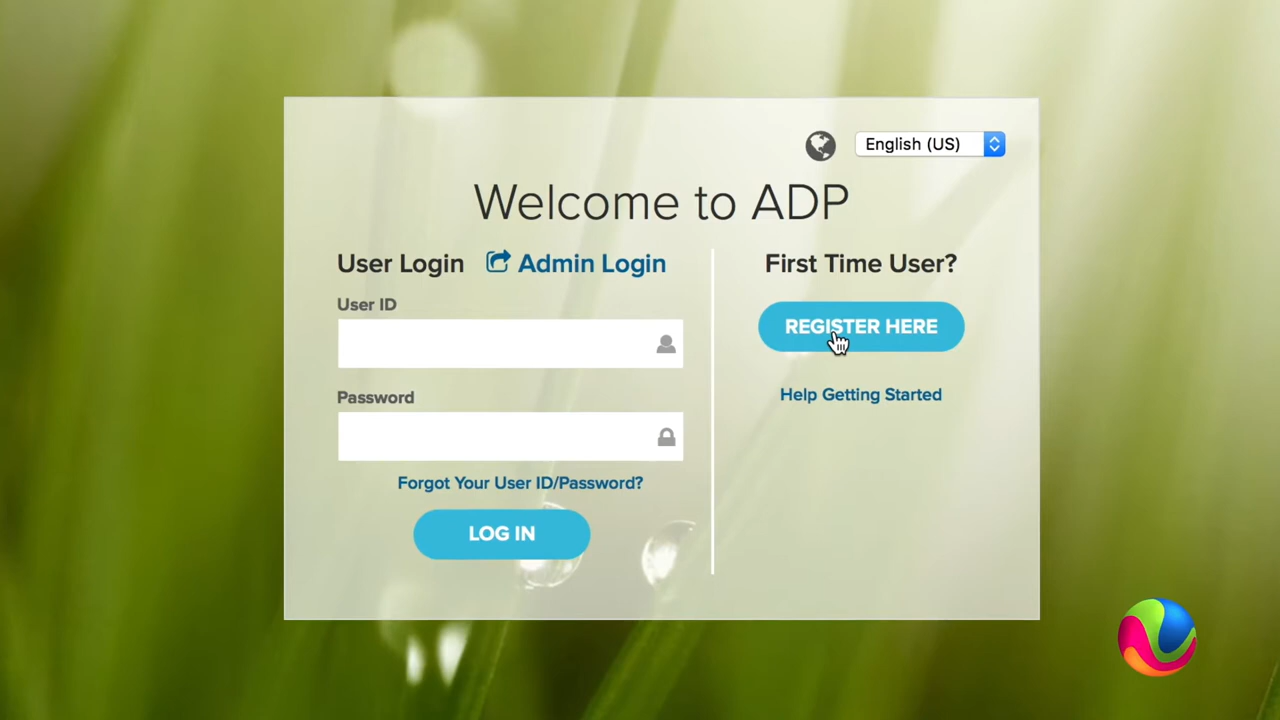 English (US)
Welcome to ADP
User Login
Admin Login
First Time User?
User ID
REGISTER HERE
Help Getting Started
Password
Forgot Your User ID/Password?
LOG IN